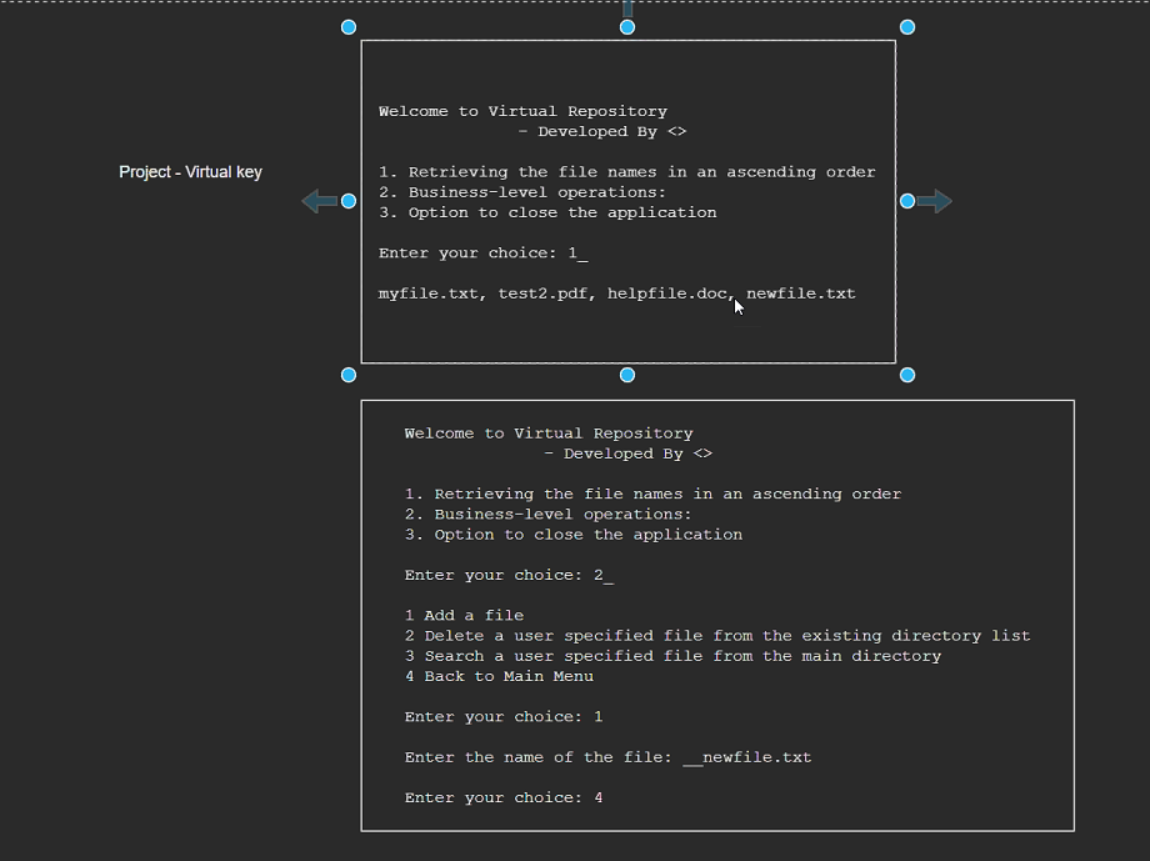 Project - Virtual key
Welcome to Virtual Repository
- Developed By <>
1. Retrieving the file names in an ascending order
2. Business-level operations:
3. Option to close the application
Enter your choice: 1_
myfile.txt, test2.pdf, helpfile.doc, newfile.txt
Welcome to Virtual Repository
- Developed By <>
1. Retrieving the file names in an ascending order
2. Business-level operations:
3. Option to close the application
Enter your choice: 2_
1 Add a file
2 Delete a user specified file from the existing directory list
3 Search a user specified file from the main directory
4 Back to Main Menu
Enter your choice: 1
Enter the name of the file: __newfile.txt
Enter your choice: 4